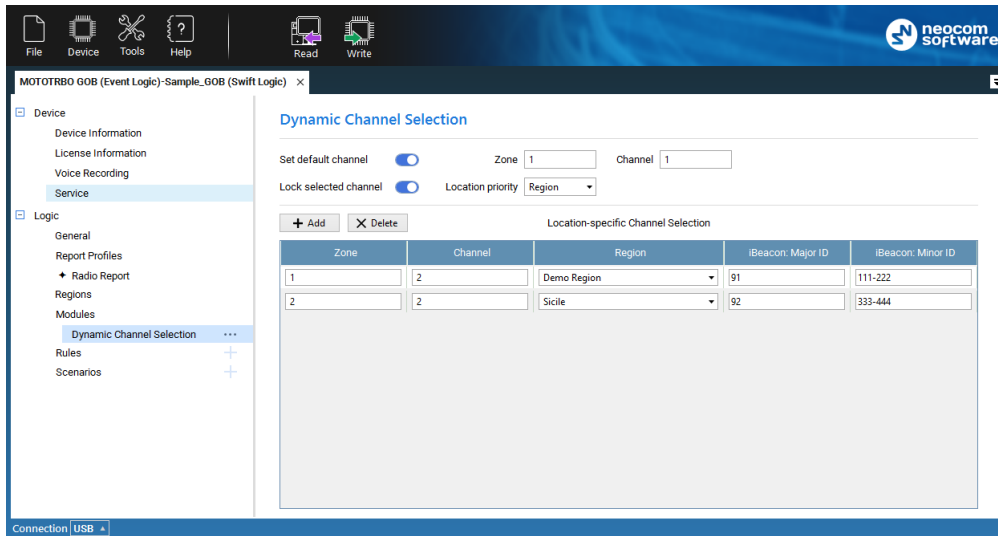 File Device Tools Help Read Write
neocom
software
MOTOTRBO GOB (Event Logic)-Sample_GOB (Swift Logic) ×
Device
Device Information
License Information
Voice Recording
Service
Logic
General
Report Profiles
Radio Report
Regions
Modules
Dynamic Channel Selection
Rules
Scenarios
Dynamic Channel Selection
Set default channel Zone 1 Channel 1
Lock selected channel Location priority Region
Add Delete Location-specific Channel Selection
Zone Channel Region iBeacon: Major ID iBeacon: Minor ID
1 2 Demo Region 91 111-222
2 2 Sicile 92 333-444
Connection USB